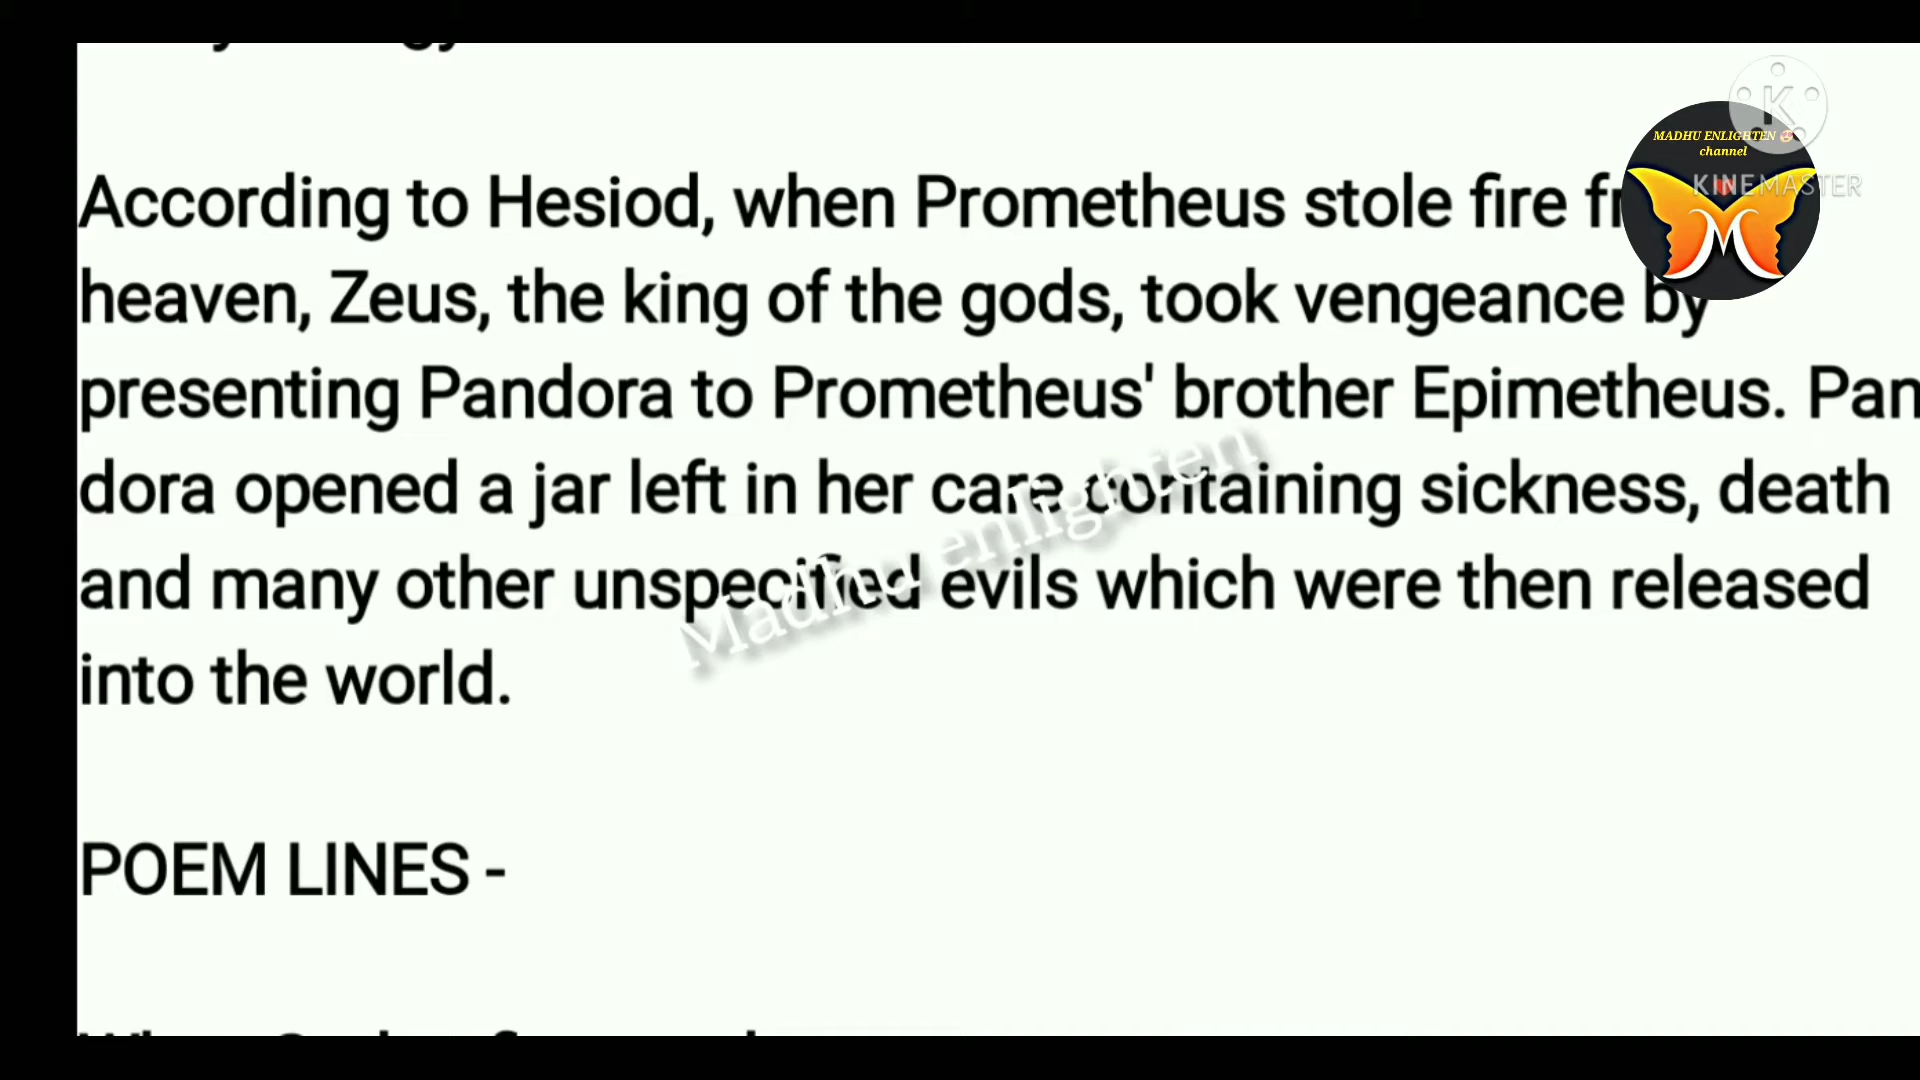 MADHU ENLIGHTEN
channel
K
KINEMASTER
According to Hesiod, when Prometheus stole fire
heaven, Zeus, the king of the gods, took vengeance by
presenting Pandora to Prometheus' brother Epimetheus. Pan
dora opened a jar left in her care containing sickness, death
and many other unspecified evils which were then released
into the world.
Madhu enlighten
POEM LINES -